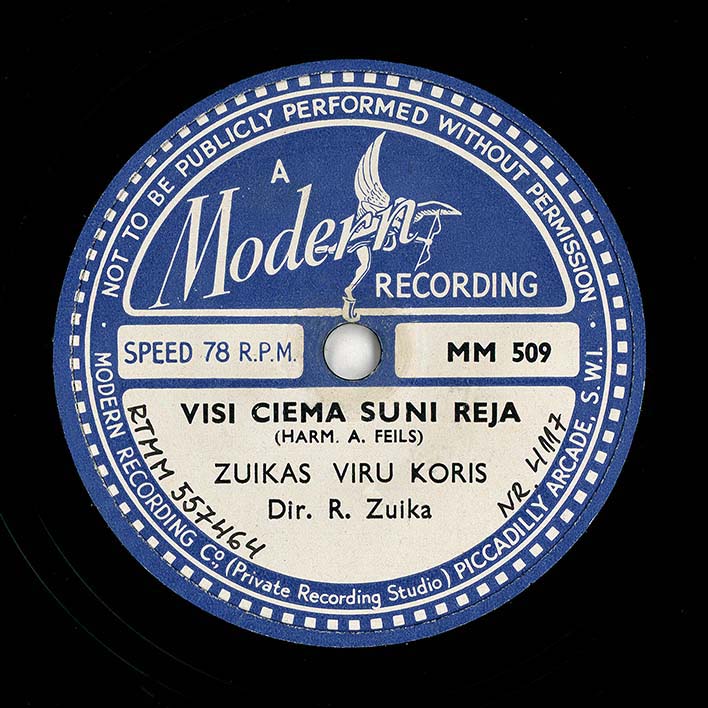 NOT TO BE PUBLICLY PERFORMED WITHOUT PERMISSION
A
Modern
RECORDING
SPEED 78 R.P.M.
MM 509
VISI CIEMA SUNI REJA
(HARM. A. FEILS)
ZUIKAS VIRU KORIS
Dir. R. Zuika
RTMM 557464
NR. 4117
MODERN RECORDING Co., (Private Recording Studio) PICCADILLY ARCADE, S.W.I.